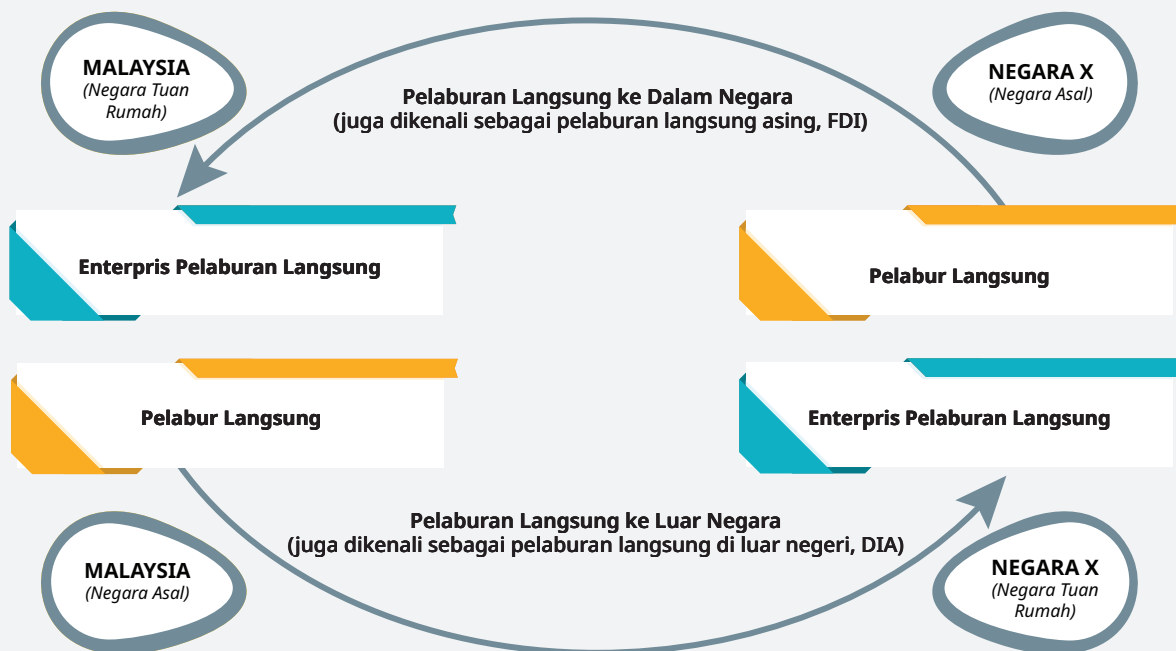 MALAYSIA
(Negara Tuan
Rumah)
NEGARA X
(Negara Asal)
Pelaburan Langsung ke Dalam Negara
(juga dikenali sebagai pelaburan langsung asing, FDI)
Enterpris Pelaburan Langsung
Pelabur Langsung
Pelabur Langsung
Enterpris Pelaburan Langsung
Pelaburan Langsung ke Luar Negara
(juga dikenali sebagai pelaburan langsung di luar negeri, DIA)
MALAYSIA
(Negara Asal)
NEGARA X
(Negara Tuan
Rumah)